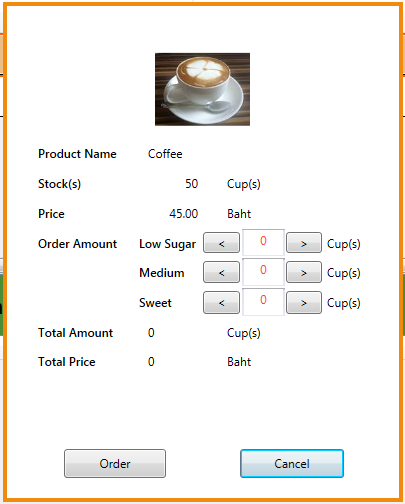 Product Name Coffee
Stock(s) 50 Cup(s)
Price 45.00 Baht
Order Amount Low Sugar < 0 > Cup(s)
Medium < 0 > Cup(s)
Sweet < 0 > Cup(s)
Total Amount 0 Cup(s)
Total Price 0 Baht
Order Cancel